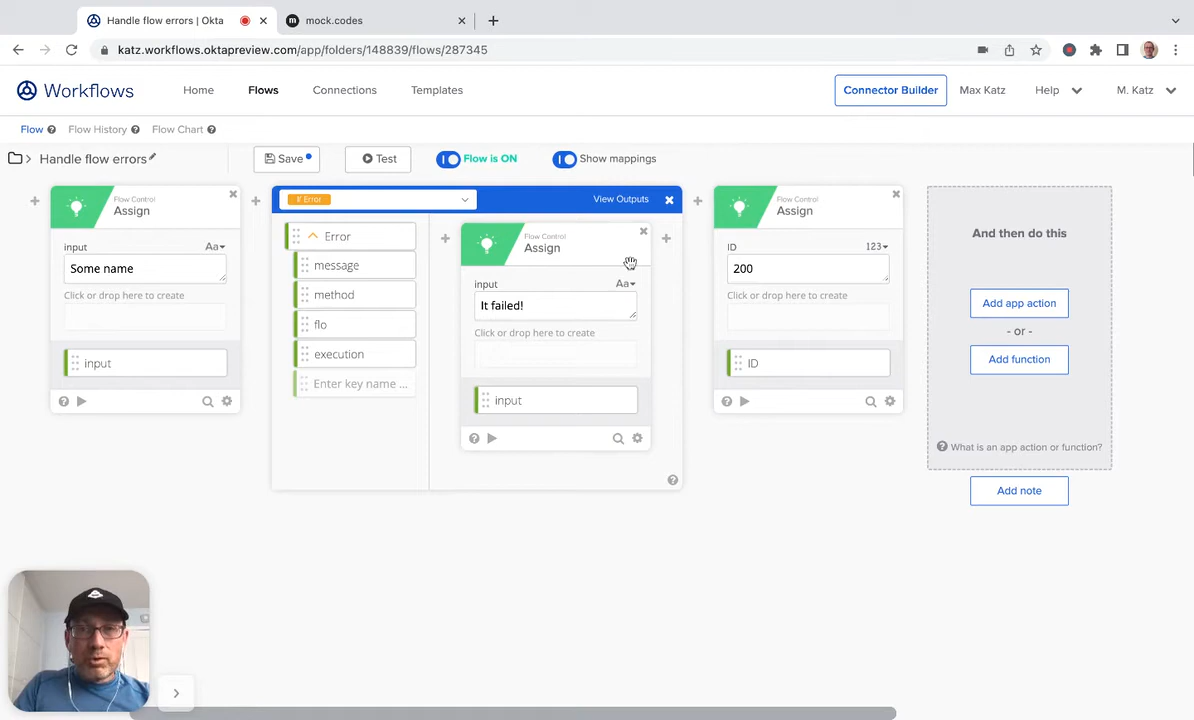 Handle flow errors | Okta
mock.codes
katz.workflows.oktapreview.com/app/folders/148839/flows/287345
Workflows
Home
Flows
Connections
Templates
Connector Builder
Max Katz
Help
M. Katz
Flow
Flow History
Flow Chart
Handle flow errors
Save
Test
Flow is ON
Show mappings
Flow Control
Assign
input
Aa
Some name
Click or drop here to create
input
If Error
View Outputs
Error
message
method
flo
execution
Enter key name ...
Flow Control
Assign
input
Aa
It failed!
Click or drop here to create
input
Flow Control
Assign
ID
123
200
Click or drop here to create
ID
And then do this
Add app action
- or -
Add function
What is an app action or function?
Add note